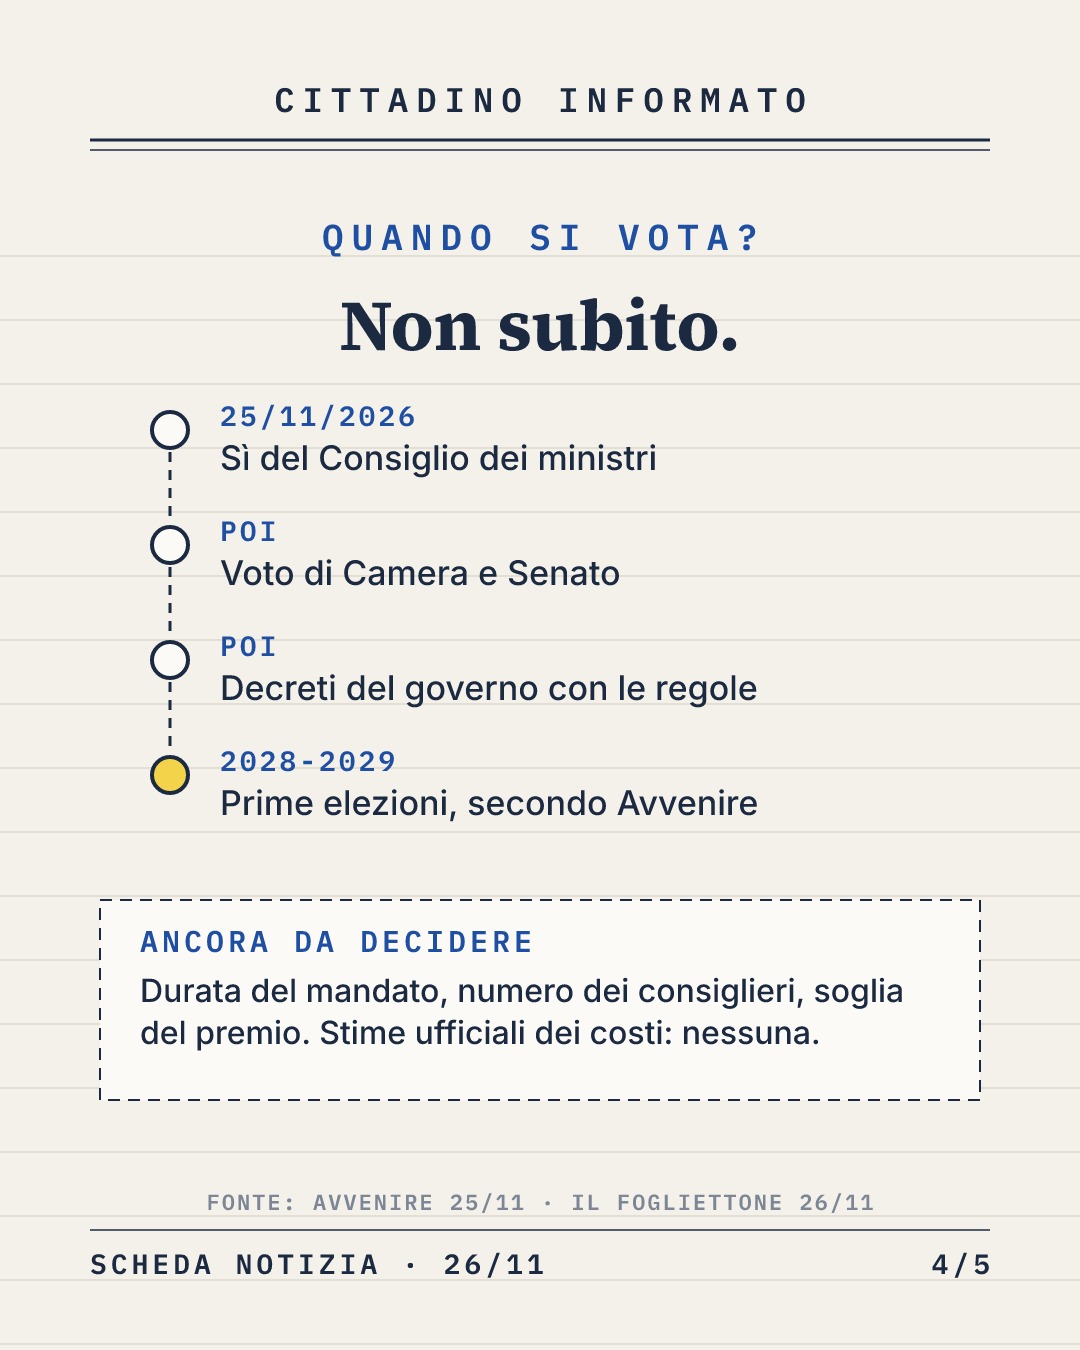 CITTADINO INFORMATO
QUANDO SI VOTA?
Non subito.
25/11/2026
Sì del Consiglio dei ministri
POI
Voto di Camera e Senato
POI
Decreti del governo con le regole
2028-2029
Prime elezioni, secondo Avvenire
ANCORA DA DECIDERE
Durata del mandato, numero dei consiglieri, soglia
del premio. Stime ufficiali dei costi: nessuna.
FONTE: AVVENIRE 25/11 · IL FOGLIETTONE 26/11
SCHEDA NOTIZIA · 26/11
4/5